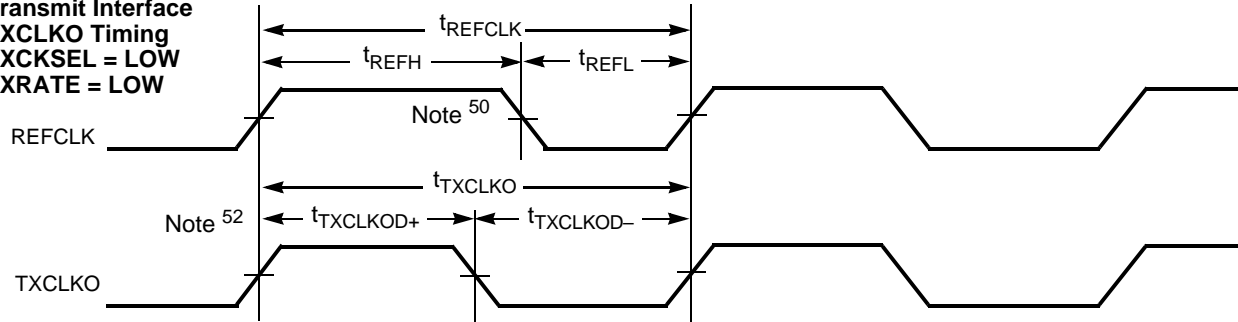 ransmit Interface
XCLKO Timing
XCKSEL = LOW
XRATE = LOW
tREFCLK
tREFH
tREFL
Note 50
REFCLK
tTXCLKO
Note 52
tTXCLKOD+
tTXCLKOD–
TXCLKO